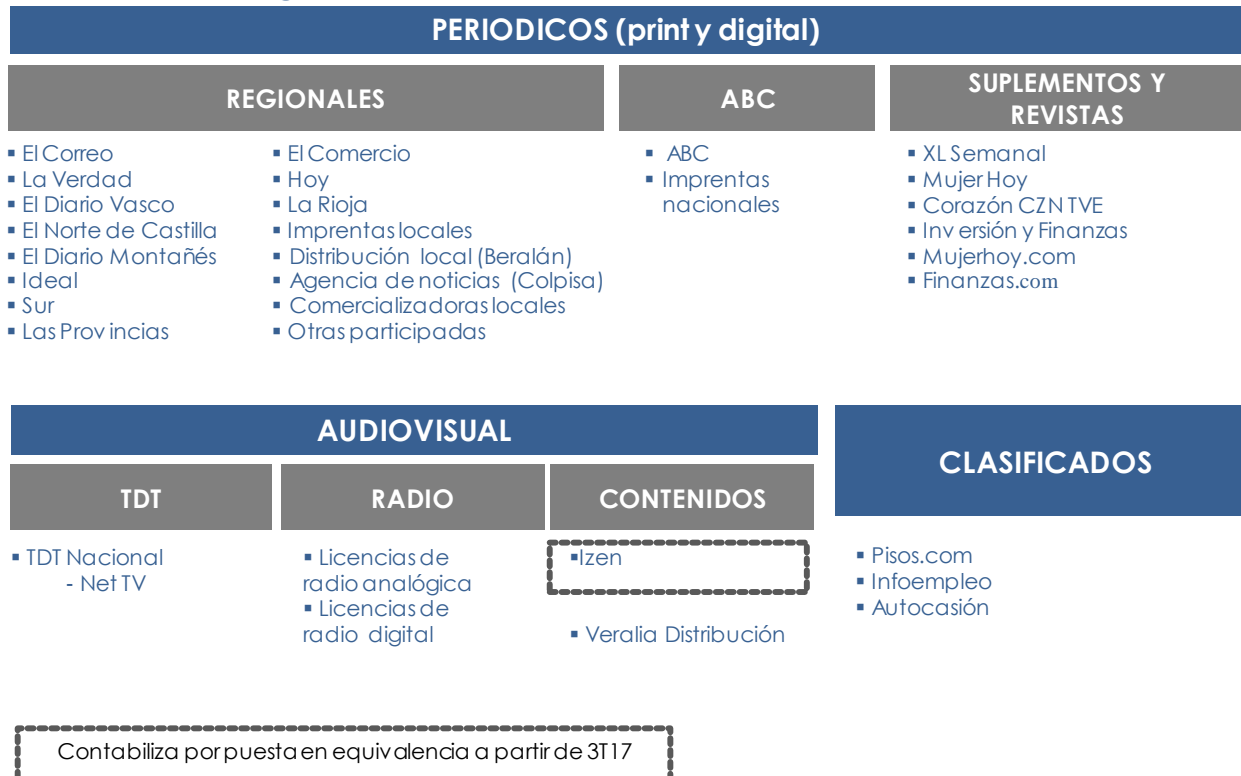 PERIODICOS (print y digital)
REGIONALES
▪ El Correo
▪ La Verdad
▪ El Diario Vasco
▪ El Norte de Castilla
▪ El Diario Montañés
▪ Ideal
▪ Sur
▪ Las Provincias
▪ El Comercio
▪ Hoy
▪ La Rioja
▪ Imprentas locales
▪ Distribución local (Beralán)
▪ Agencia de noticias (Colpisa)
▪ Comercializadoras locales
▪ Otras participadas
ABC
▪ ABC
▪ Imprentas
nacionales
SUPLEMENTOS Y
REVISTAS
▪ XL Semanal
▪ Mujer Hoy
▪ Corazón CZN TVE
▪ Inversión y Finanzas
▪ Mujerhoy.com
▪ Finanzas.com
AUDIOVISUAL
TDT
▪ TDT Nacional
- Net TV
RADIO
▪ Licencias de
radio analógica
▪ Licencias de
radio digital
CONTENIDOS
▪Izen
▪ Veralia Distribución
CLASIFICADOS
▪ Pisos.com
▪ Infoempleo
▪ Autocasión
Contabiliza por puesta en equivalencia a partir de 3T17